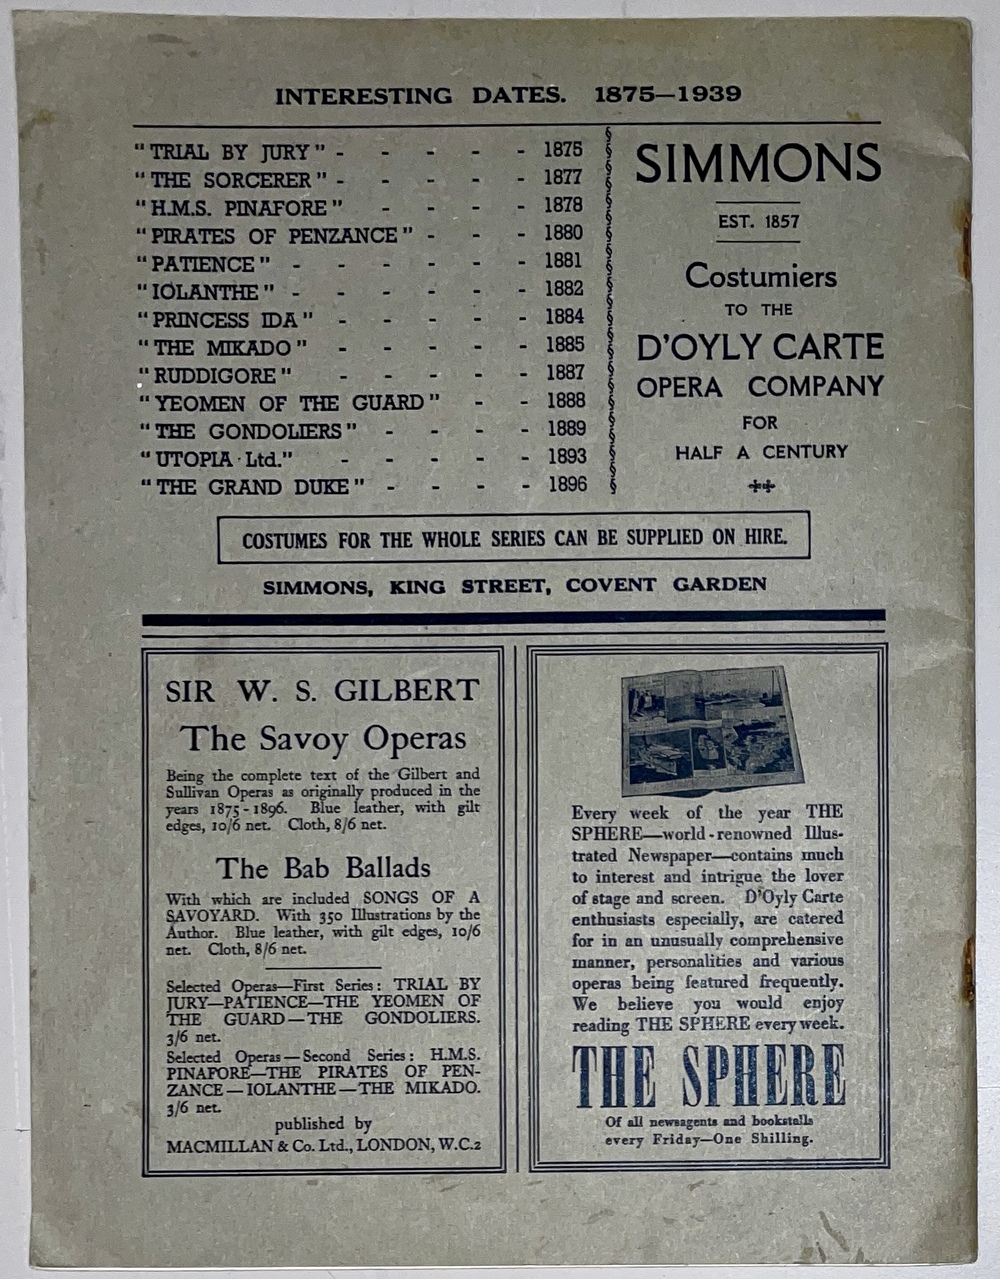 INTERESTING DATES. 1875—1939
"TRIAL BY JURY" - - - - - 1875
"THE SORCERER" - - - - - 1877
"H.M.S. PINAFORE" - - - - 1878
"PIRATES OF PENZANCE" - - - 1880
"PATIENCE" - - - - - - 1881
"IOLANTHE" - - - - - - 1882
"PRINCESS IDA" - - - - - 1884
"THE MIKADO" - - - - - 1885
"RUDDIGORE" - - - - - 1887
"YEOMEN OF THE GUARD" - - 1888
"THE GONDOLIERS" - - - - 1889
"UTOPIA Ltd." - - - - - 1893
"THE GRAND DUKE" - - - - 1896
SIMMONS
EST. 1857
Costumiers
TO THE
D'OYLY CARTE
OPERA COMPANY
FOR
HALF A CENTURY
COSTUMES FOR THE WHOLE SERIES CAN BE SUPPLIED ON HIRE.
SIMMONS, KING STREET, COVENT GARDEN
SIR W. S. GILBERT
The Savoy Operas
Being the complete text of the Gilbert and
Sullivan Operas as originally produced in the
years 1875-1896. Blue leather, with gilt
edges, 10/6 net. Cloth, 8/6 net.
The Bab Ballads
With which are included SONGS OF A
SAVOYARD. With 350 Illustrations by the
Author. Blue leather, with gilt edges, 10/6
net. Cloth, 8/6 net.
Selected Operas—First Series: TRIAL BY
JURY—PATIENCE—THE YEOMEN OF
THE GUARD—THE GONDOLIERS.
3/6 net.
Selected Operas—Second Series: H.M.S.
PINAFORE—THE PIRATES OF PEN-
ZANCE—IOLANTHE—THE MIKADO.
3/6 net.
published by
MACMILLAN & Co. Ltd., LONDON, W.C.2
Every week of the year THE
SPHERE—world-renowned Illus-
trated Newspaper—contains much
to interest and intrigue the lover
of stage and screen. D'Oyly Carte
enthusiasts especially, are catered
for in an unusually comprehensive
manner, personalities and various
operas being featured frequently.
We believe you would enjoy
reading THE SPHERE every week.
THE SPHERE
Of all newsagents and bookstalls
every Friday—One Shilling.